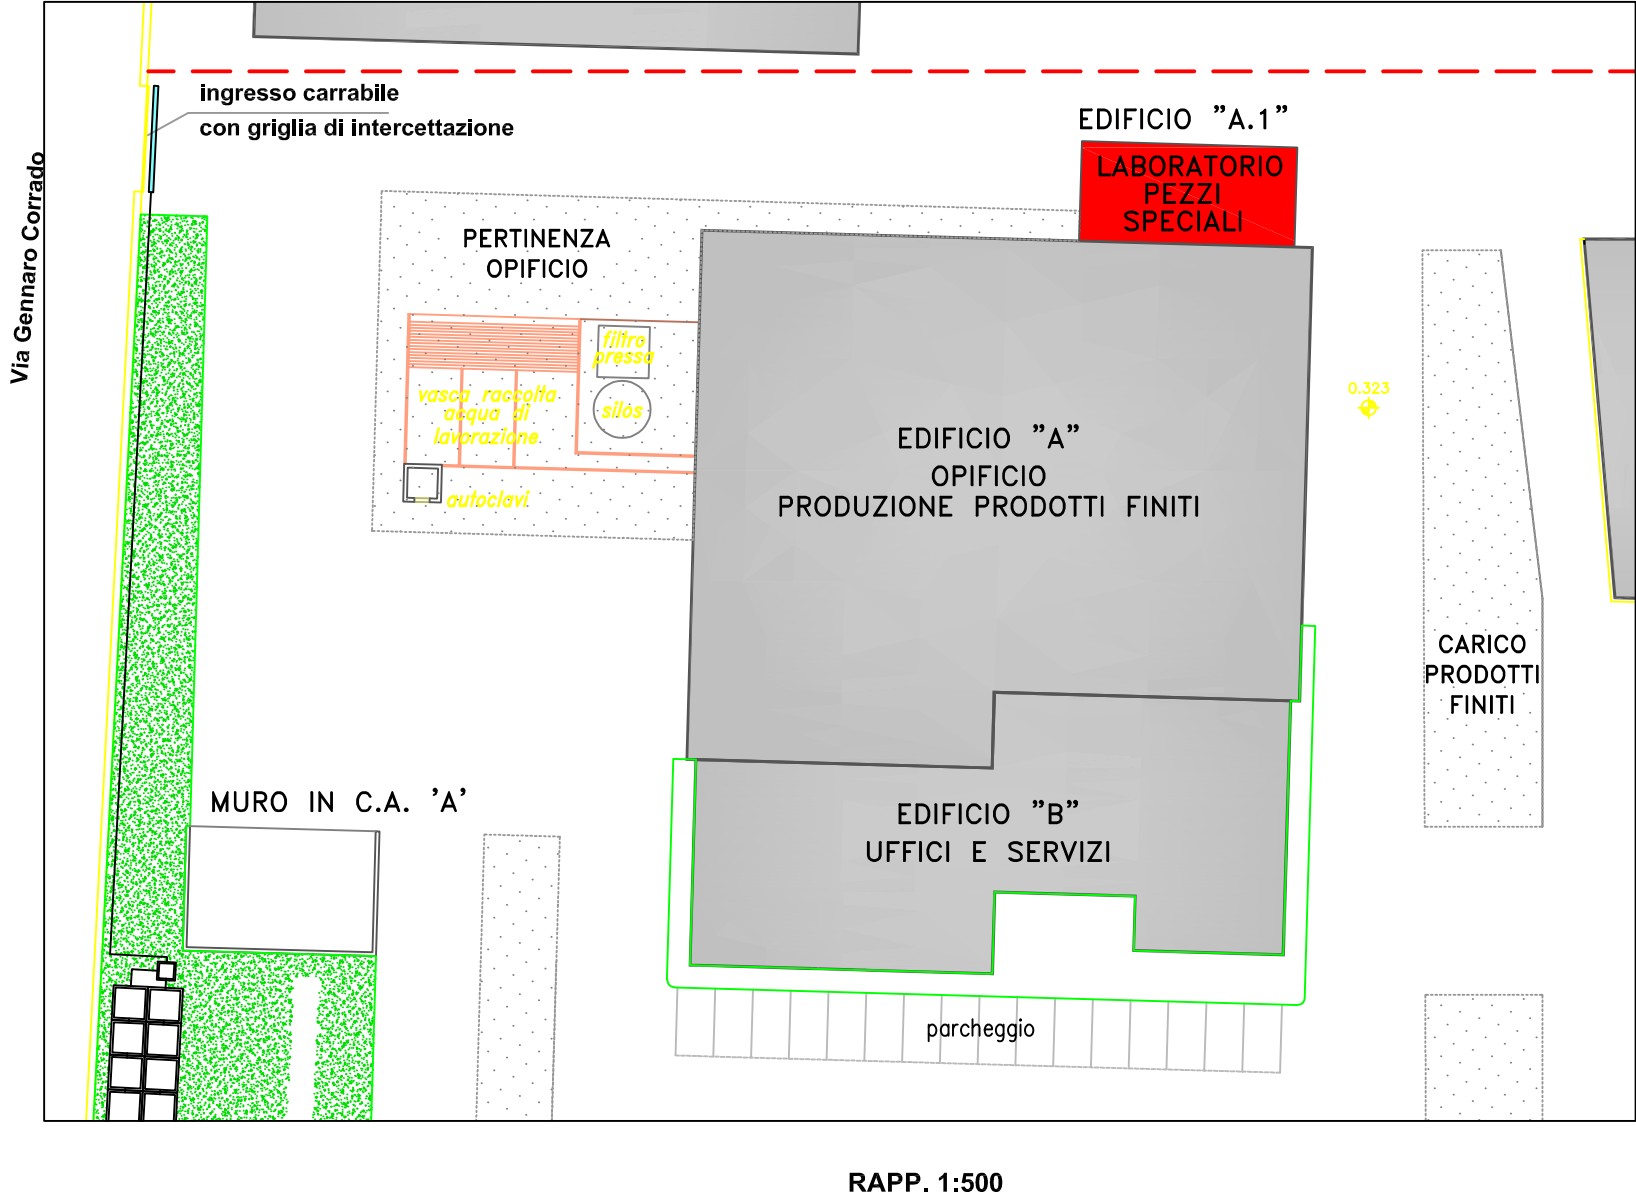 ingresso carrabile
con griglia di intercettazione
Via Gennaro Corrado
EDIFICIO "A.1"
LABORATORIO
PEZZI
SPECIALI
PERTINENZA
OPIFICIO
filtro
pressa
silos
vasca raccolta
acqua di
lavorazione
autoclavi
0.323
EDIFICIO "A"
OPIFICIO
PRODUZIONE PRODOTTI FINITI
CARICO
PRODOTTI
FINITI
MURO IN C.A. 'A'
EDIFICIO "B"
UFFICI E SERVIZI
parcheggio
RAPP. 1:500